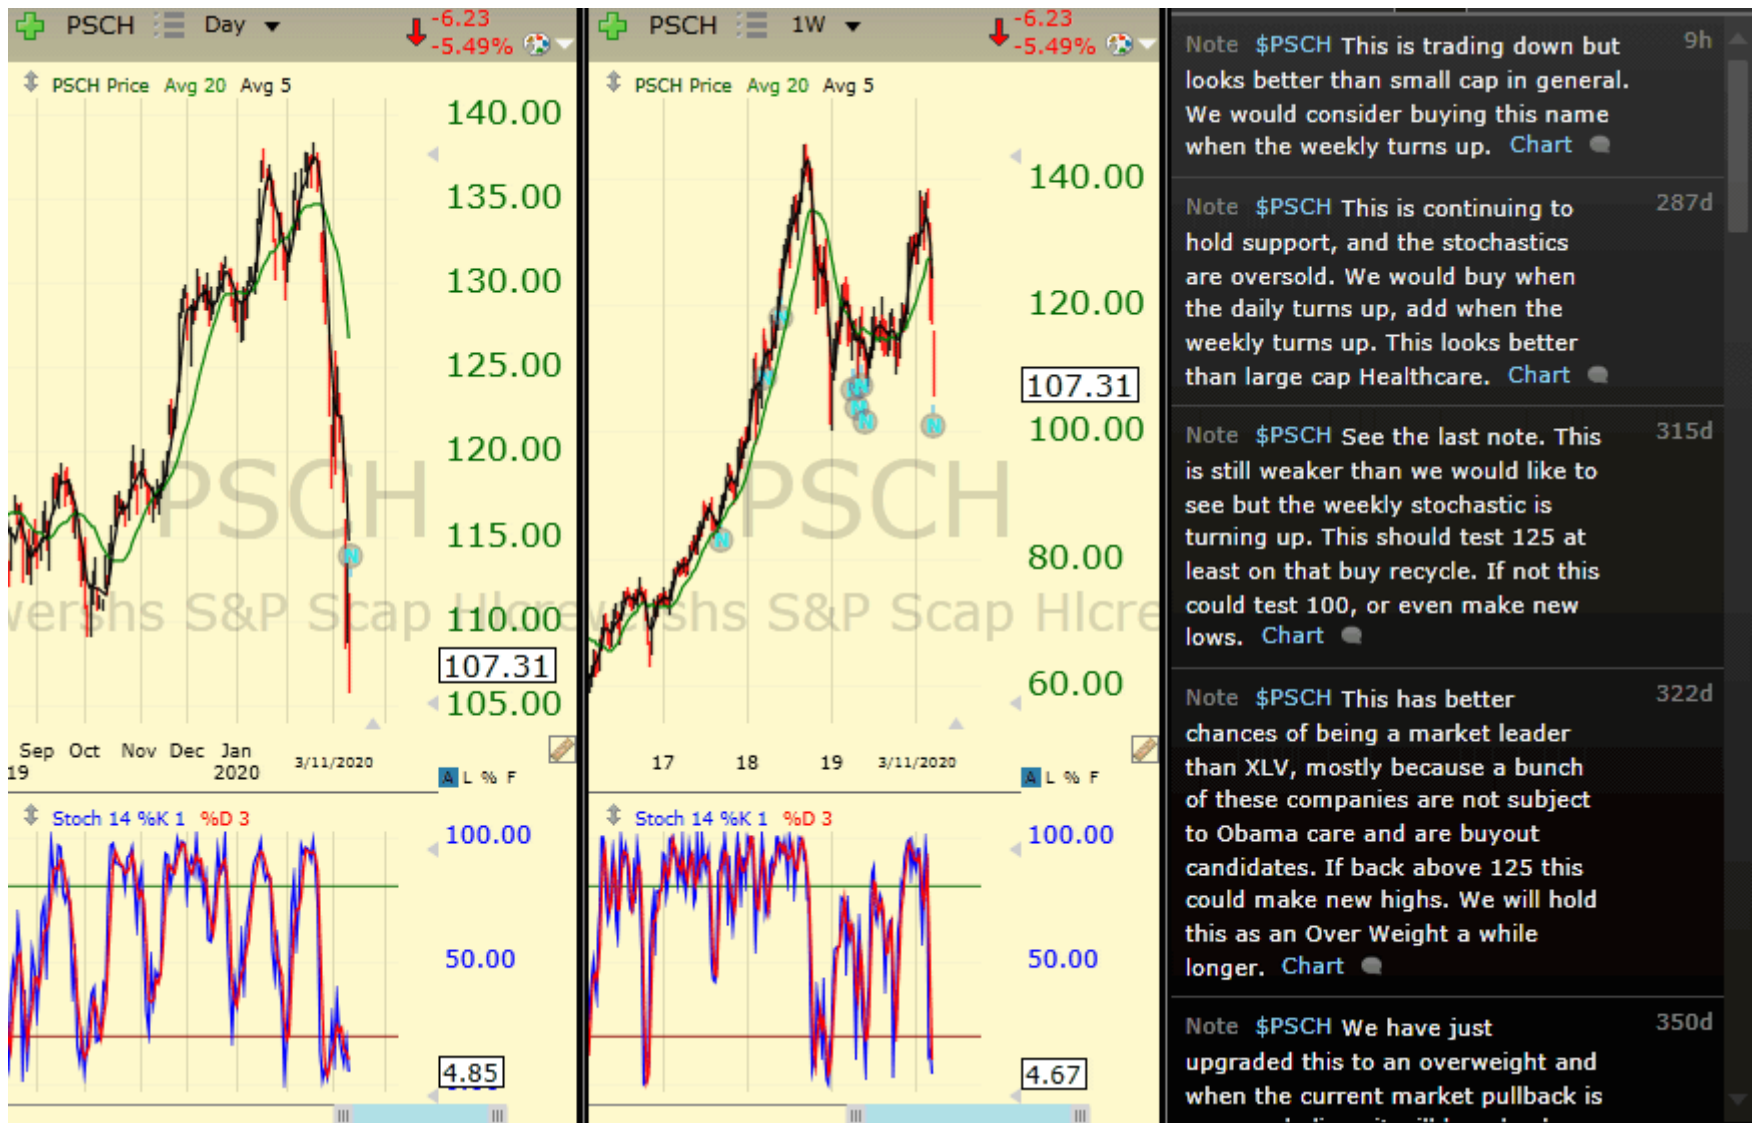 PSCH Day -6.23
-5.49%
PSCH Price Avg 20 Avg 5
140.00
135.00
130.00
125.00
120.00
115.00
110.00
107.31
105.00
PSCH
wershs S&P Scap Hlcre
Sep Oct Nov Dec Jan
19 2020 3/11/2020
A L % F
Stoch 14 %K 1 %D 3
100.00
50.00
4.85
PSCH 1W -6.23
-5.49%
PSCH Price Avg 20 Avg 5
140.00
120.00
107.31
100.00
80.00
60.00
PSCH
wershs S&P Scap Hlcre
N
N
N
N
N
17 18 19 3/11/2020
A L % F
Stoch 14 %K 1 %D 3
100.00
50.00
4.67
Note $PSCH This is trading down but 9h
looks better than small cap in general.
We would consider buying this name
when the weekly turns up. Chart
Note $PSCH This is continuing to 287d
hold support, and the stochastics
are oversold. We would buy when
the daily turns up, add when the
weekly turns up. This looks better
than large cap Healthcare. Chart
Note $PSCH See the last note. This 315d
is still weaker than we would like to
see but the weekly stochastic is
turning up. This should test 125 at
least on that buy recycle. If not this
could test 100, or even make new
lows. Chart
Note $PSCH This has better 322d
chances of being a market leader
than XLV, mostly because a bunch
of these companies are not subject
to Obama care and are buyout
candidates. If back above 125 this
could make new highs. We will hold
this as an Over Weight a while
longer. Chart
Note $PSCH We have just 350d
upgraded this to an overweight and
when the current market pullback is